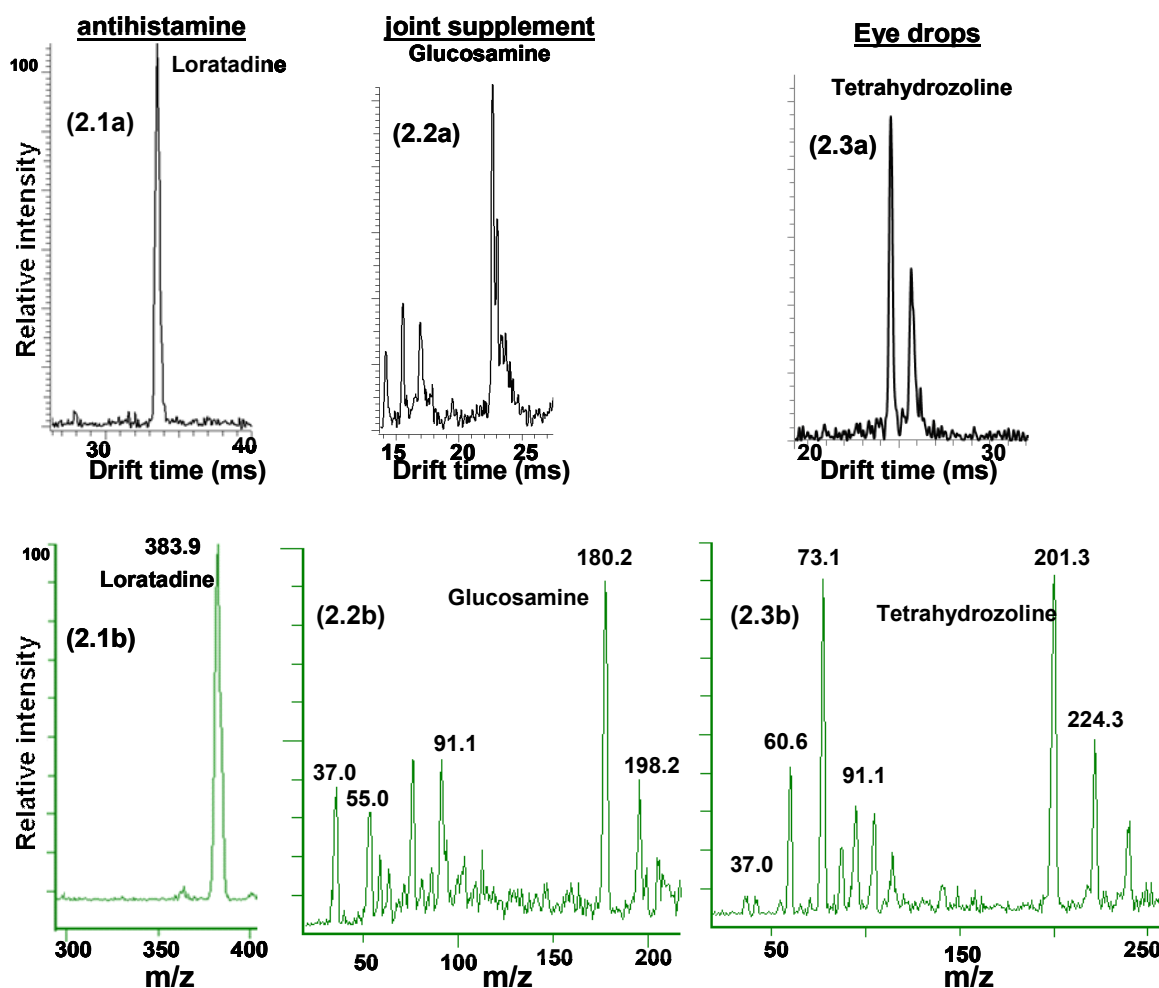 antihistamine
Loratadine
100
(2.1a)
Relative intensity
30
40
Drift time (ms)
joint supplement
Glucosamine
(2.2a)
15
20
25
Drift time (ms)
Eye drops
Tetrahydrozoline
(2.3a)
20
30
Drift time (ms)
383.9
100
Loratadine
(2.1b)
Relative intensity
300
350
400
m/z
180.2
(2.2b)
Glucosamine
91.1
37.0
55.0
198.2
50
100
150
200
m/z
73.1
201.3
(2.3b)
Tetrahydrozoline
60.6
224.3
91.1
37.0
50
150
250
m/z